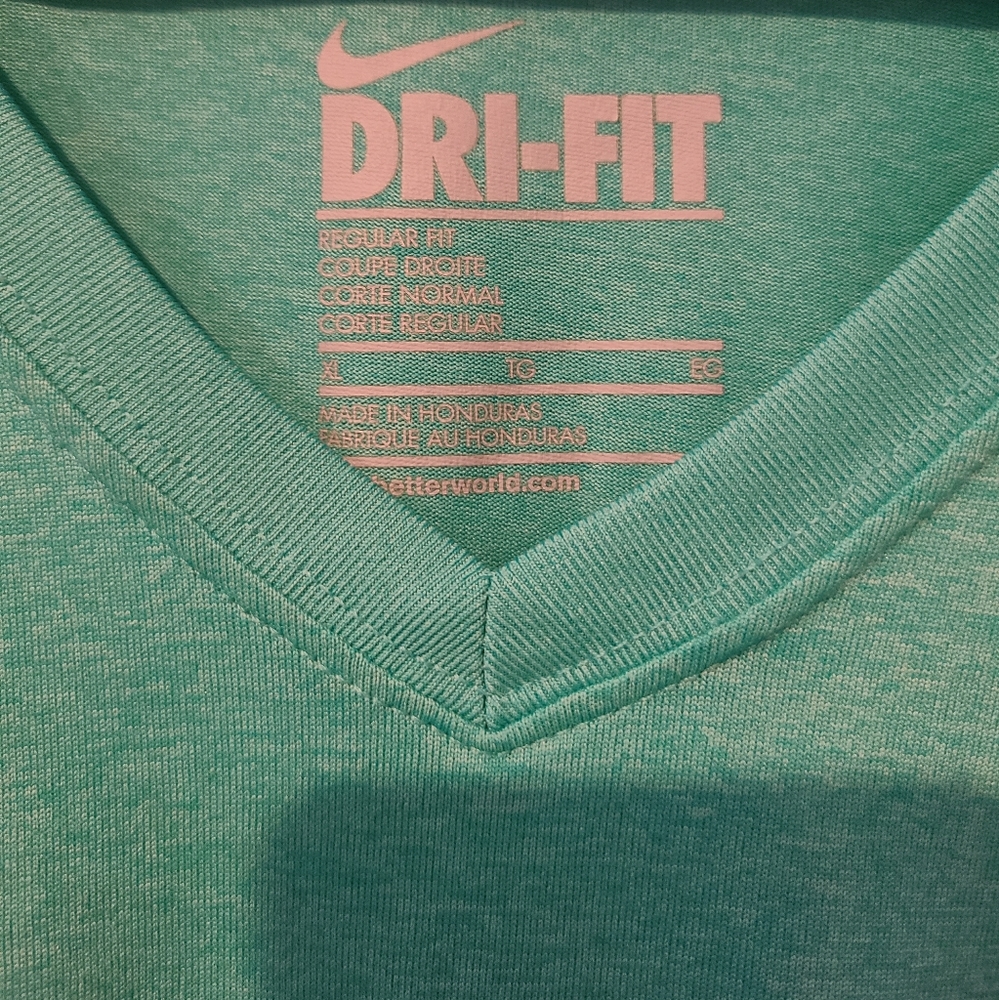 DRI-FIT
REGULAR FIT
COUPE DROITE
CORTE NORMAL
CORTE REGULAR
XL TG EG
MADE IN HONDURAS
FABRIQUE AU HONDURAS
betterworld.com